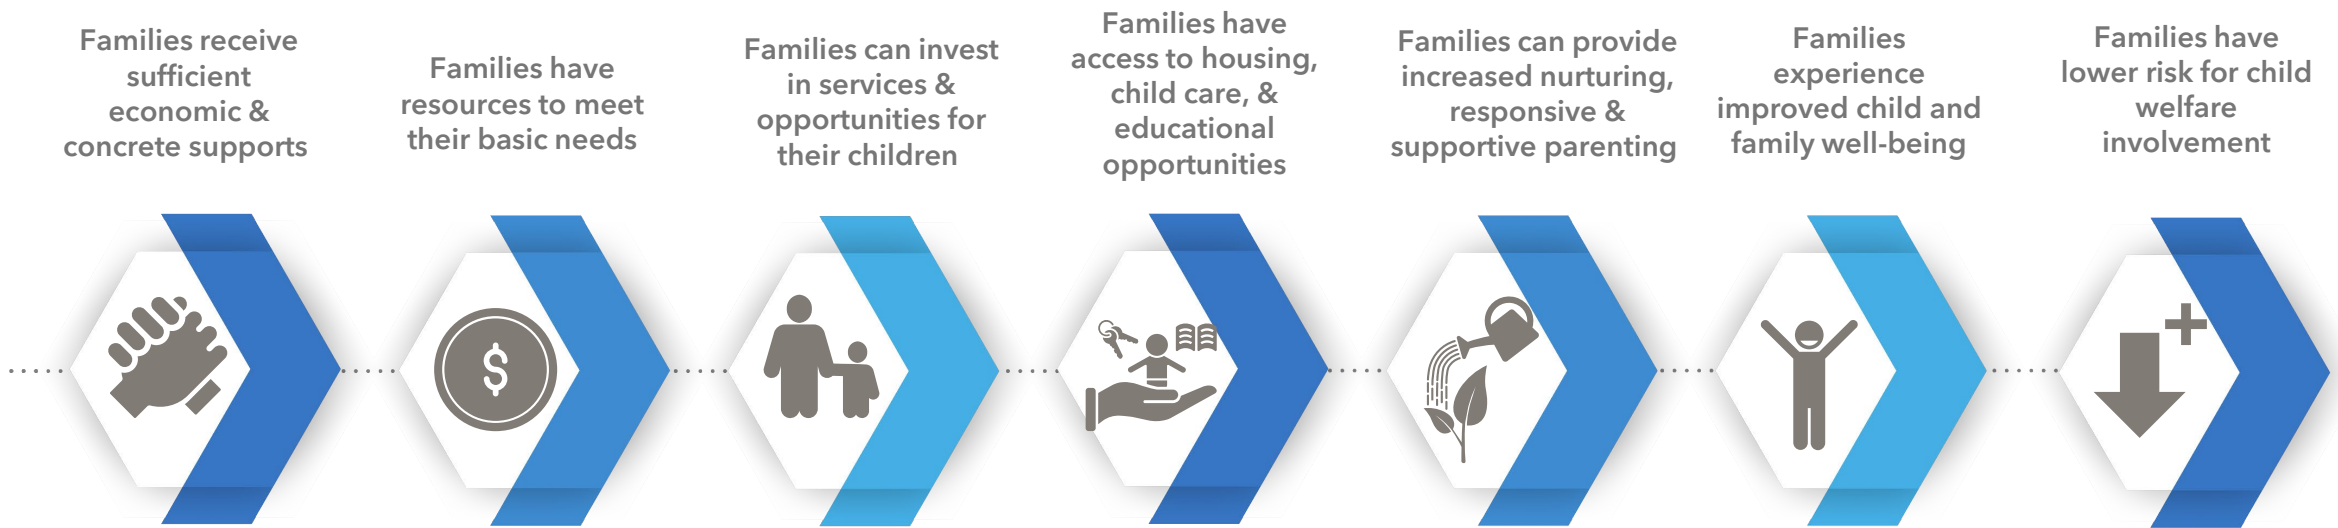 Families receive
sufficient
economic &
concrete supports
Families have
resources to meet
their basic needs
Families can invest
in services &
opportunities for
their children
Families have
access to housing,
child care, &
educational
opportunities
Families can provide
increased nurturing,
responsive &
supportive parenting
Families
experience
improved child and
family well-being
Families have
lower risk for child
welfare
involvement
$